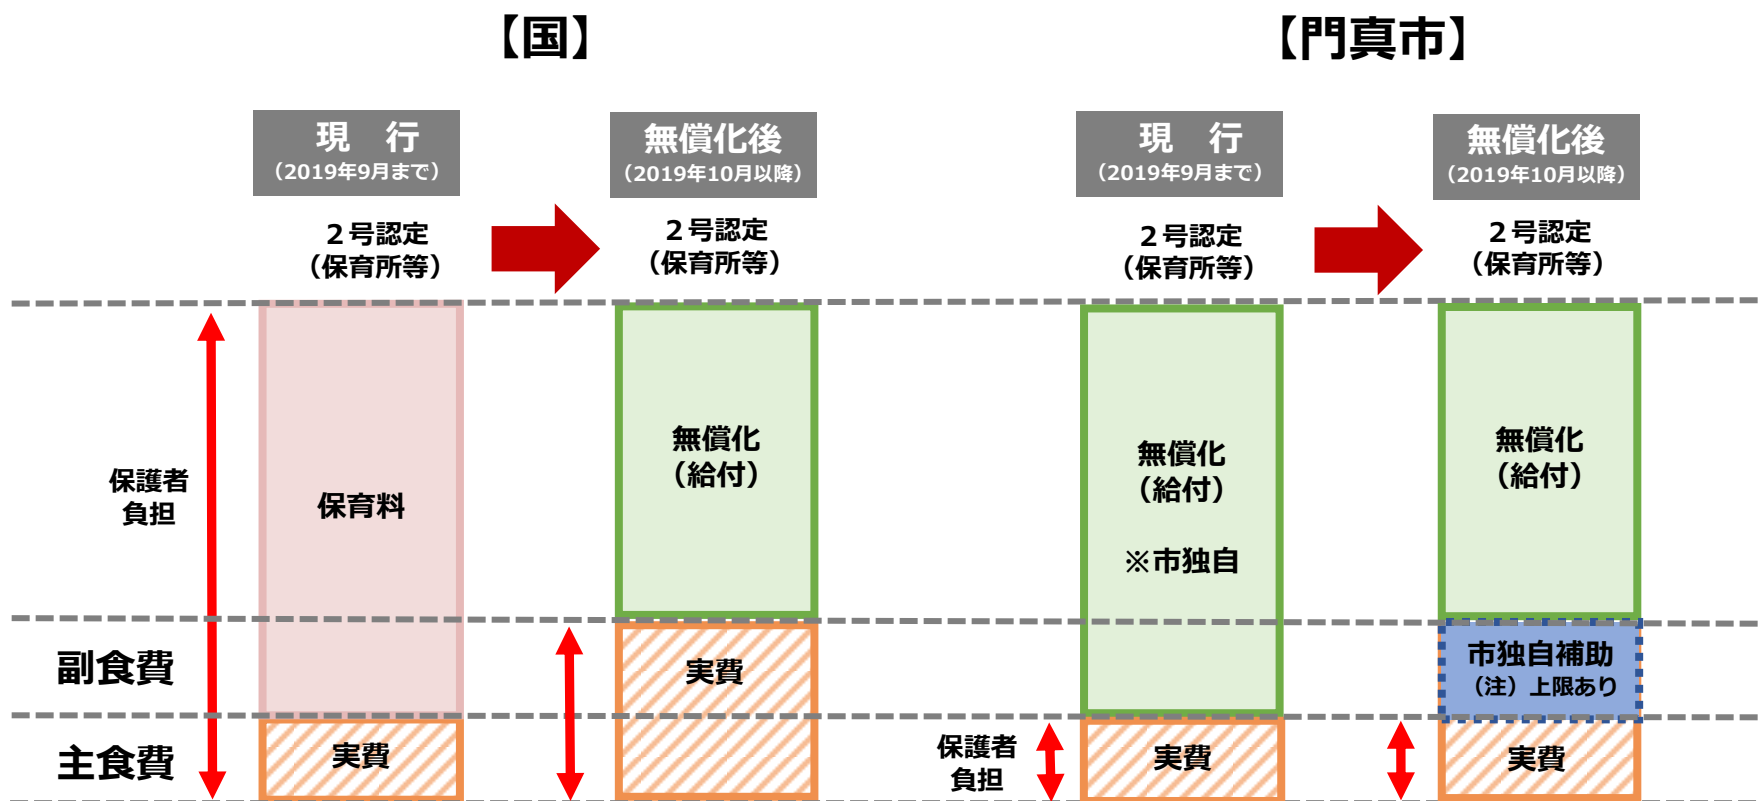 【国】
現　行
（2019年9月まで）
２号認定
（保育所等）
無償化後
（2019年10月以降）
２号認定
（保育所等）
保護者
負担
保育料
無償化
（給付）
副食費
実費
主食費
実費
【門真市】
現　行
（2019年9月まで）
２号認定
（保育所等）
無償化後
（2019年10月以降）
２号認定
（保育所等）
無償化
（給付）
※市独自
無償化
（給付）
市独自補助
（注）上限あり
保護者
負担
実費
実費